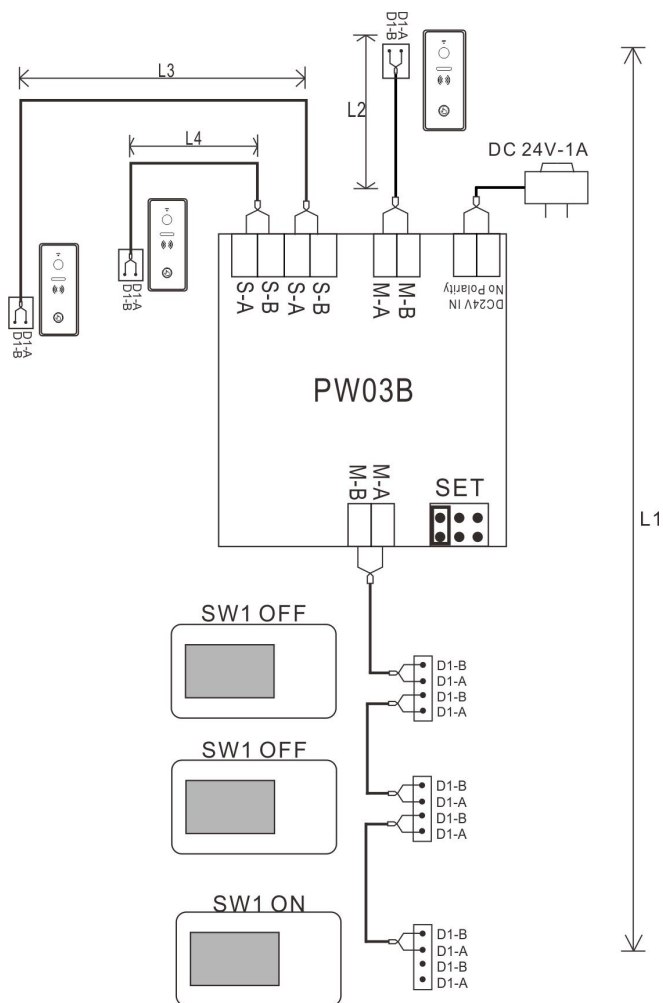 D1-A
D1-B
L3
L2
L4
DC 24V-1A
D1-A
D1-B
D1-A
D1-B
S-A
S-B
S-A
S-B
M-A
M-B
DC24V IN
No Polarity
PW03B
M-B
M-A
SET
L1
SW1 OFF
D1-B
D1-A
D1-B
D1-A
SW1 OFF
D1-B
D1-A
D1-B
D1-A
SW1 ON
D1-B
D1-A
D1-B
D1-A